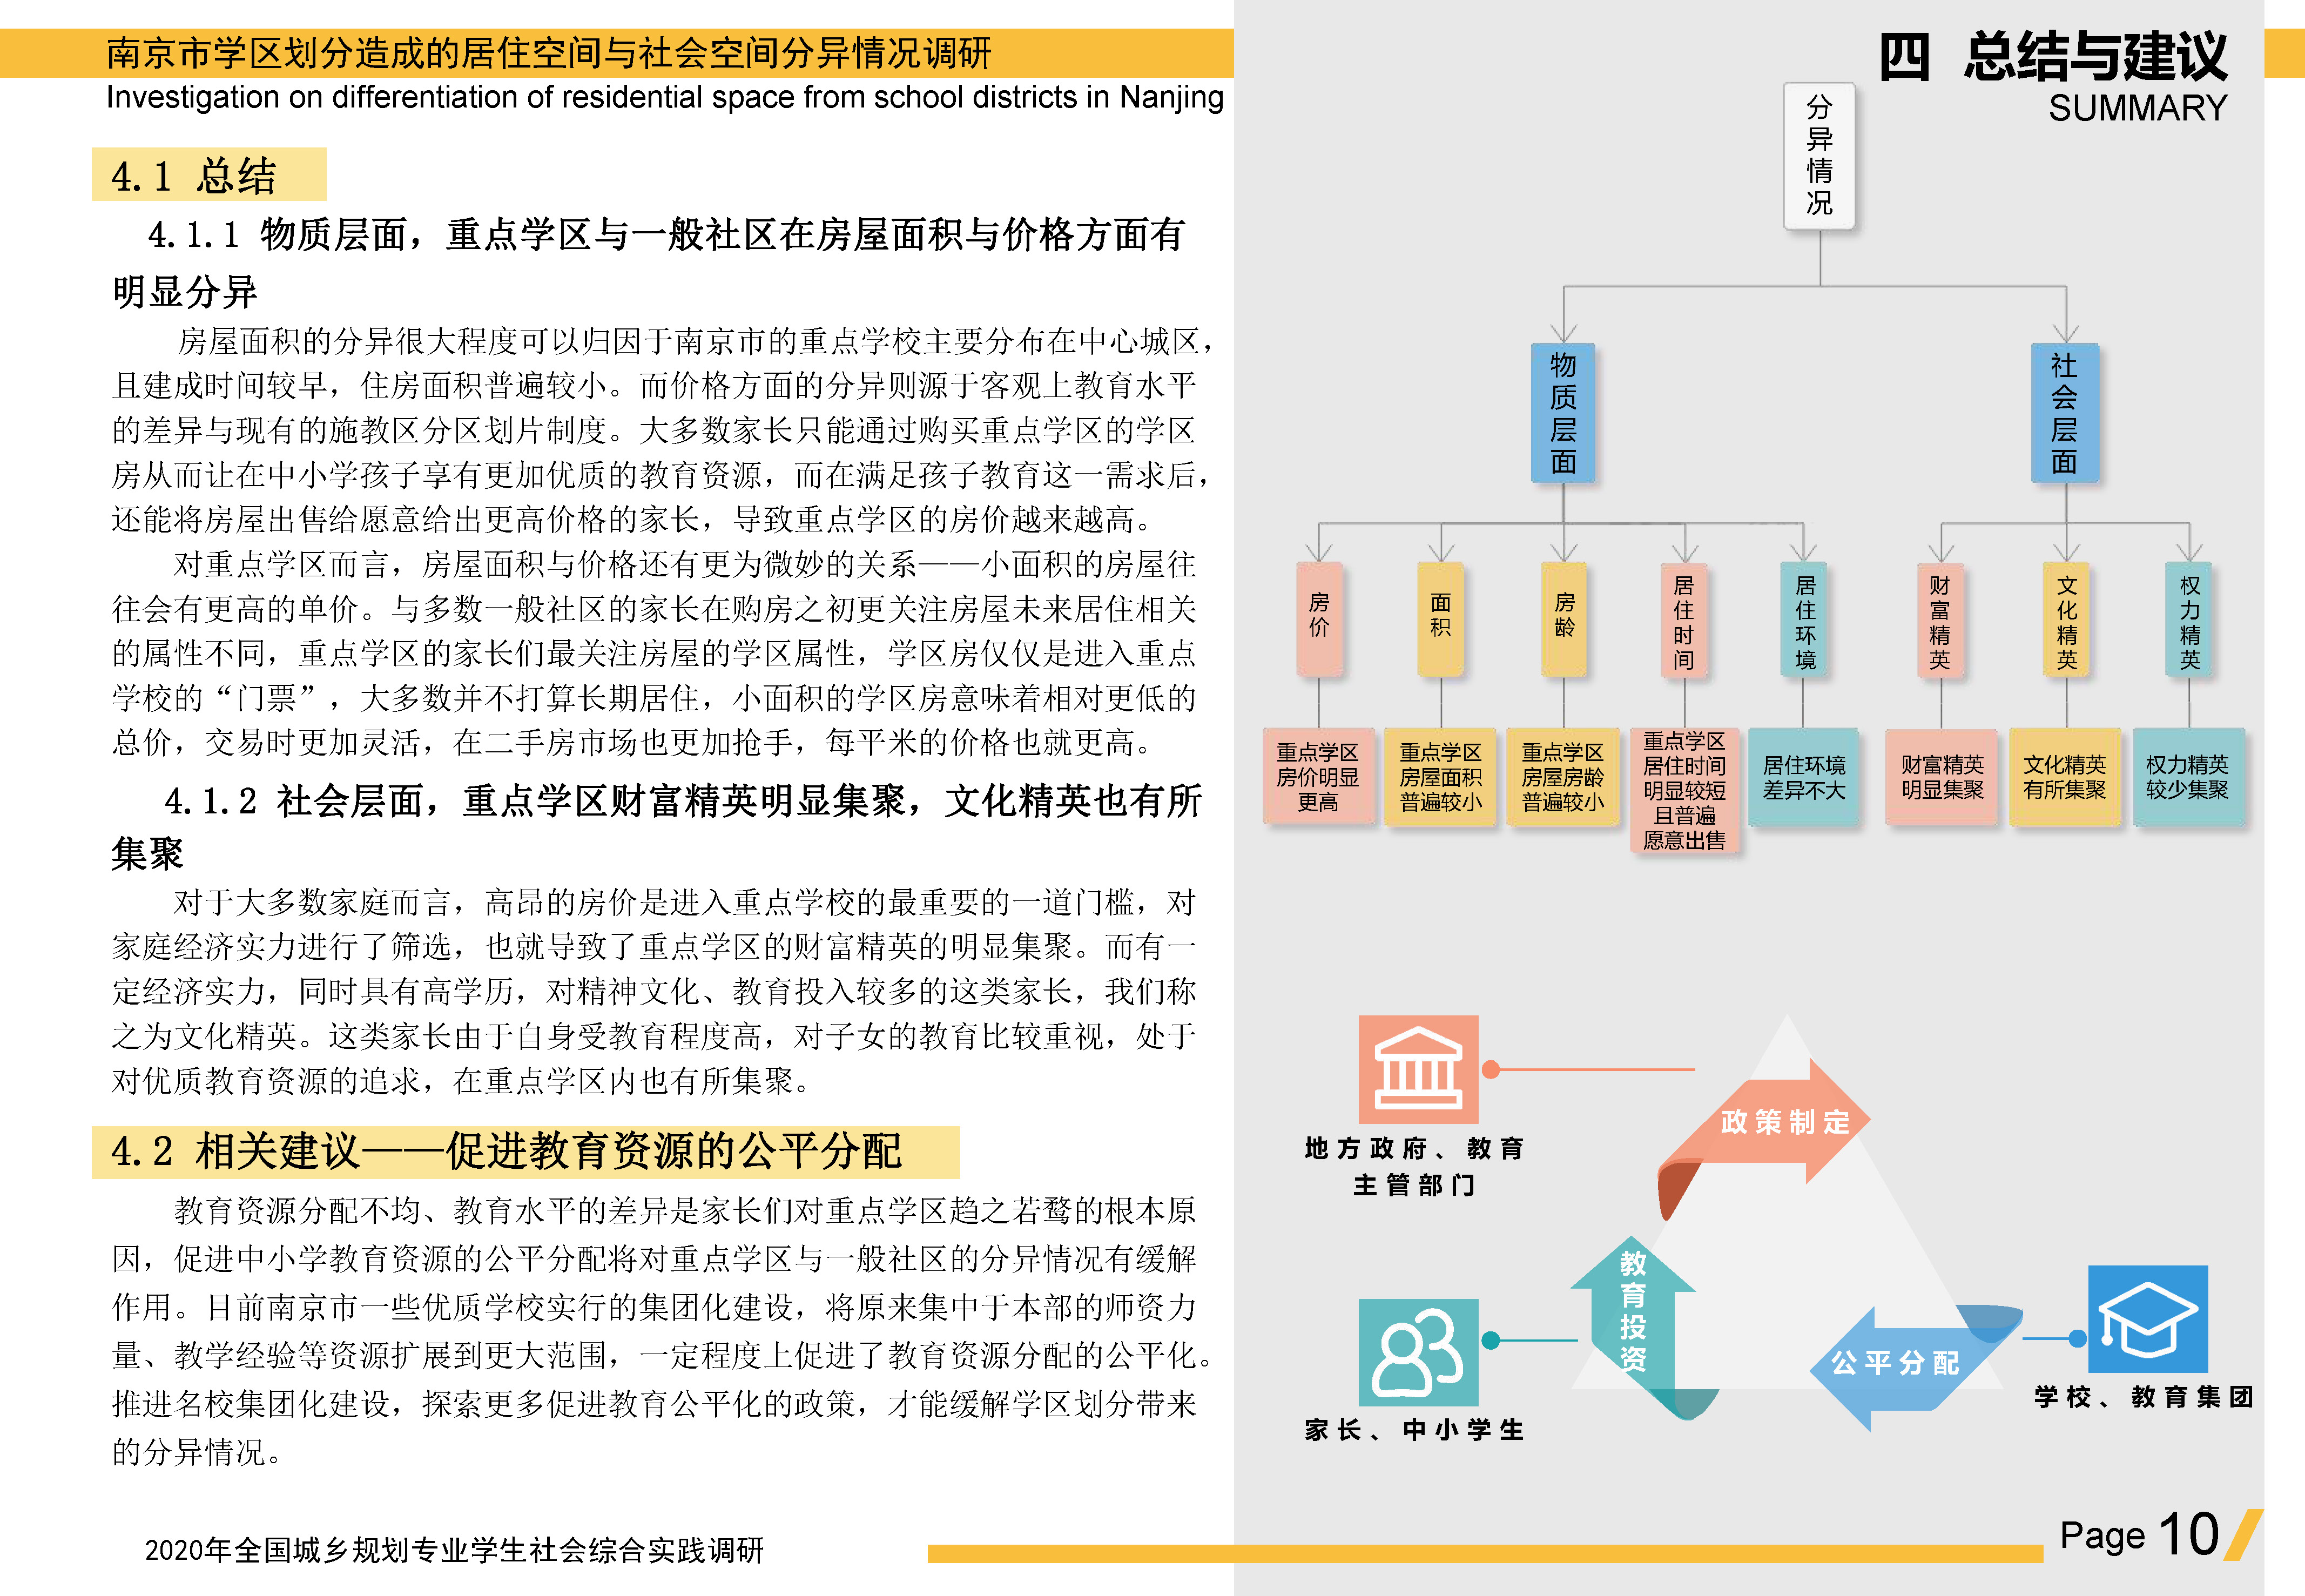 南京市学区划分造成的居住空间与社会空间分异情况调研
Investigation on differentiation of residential space from school districts in Nanjing
四 总结与建议
SUMMARY
4.1 总结
4.1.1 物质层面，重点学区与一般社区在房屋面积与价格方面有
明显分异
房屋面积的分异很大程度可以归因于南京市的重点学校主要分布在中心城区，
且建成时间较早，住房面积普遍较小。而价格方面的分异则源于客观上教育水平
的差异与现有的施教区分区划片制度。大多数家长只能通过购买重点学区的学区
房从而让在中小学孩子享有更加优质的教育资源，而在满足孩子教育这一需求后，
还能将房屋出售给愿意给出更高价格的家长，导致重点学区的房价越来越高。
对重点学区而言，房屋面积与价格还有更为微妙的关系——小面积的房屋往
往会有更高的单价。与多数一般社区的家长在购房之初更关注房屋未来居住相关
的属性不同，重点学区的家长们最关注房屋的学区属性，学区房仅仅是进入重点
学校的“门票”，大多数并不打算长期居住，小面积的学区房意味着相对更低的
总价，交易时更加灵活，在二手房市场也更加抢手，每平米的价格也就更高。
4.1.2 社会层面，重点学区财富精英明显集聚，文化精英也有所
集聚
对于大多数家庭而言，高昂的房价是进入重点学校的最重要的一道门槛，对
家庭经济实力进行了筛选，也就导致了重点学区的财富精英的明显集聚。而有一
定经济实力，同时具有高学历，对精神文化、教育投入较多的这类家长，我们称
之为文化精英。这类家长由于自身受教育程度高，对子女的教育比较重视，处于
对优质教育资源的追求，在重点学区内也有所集聚。
4.2 相关建议——促进教育资源的公平分配
教育资源分配不均、教育水平的差异是家长们对重点学区趋之若鹜的根本原
因，促进中小学教育资源的公平分配将对重点学区与一般社区的分异情况有缓解
作用。目前南京市一些优质学校实行的集团化建设，将原来集中于本部的师资力
量、教学经验等资源扩展到更大范围，一定程度上促进了教育资源分配的公平化。
推进名校集团化建设，探索更多促进教育公平化的政策，才能缓解学区划分带来
的分异情况。
分异情况
物质层面
社会层面
房价
面积
房龄
居住时间
居住环境
财富精英
文化精英
权力精英
重点学区
房价明显
更高
重点学区
房屋面积
普遍较小
重点学区
房屋房龄
普遍较小
重点学区
居住时间
明显较短
且普遍
愿意出售
居住环境
差异不大
财富精英
明显集聚
文化精英
有所集聚
权力精英
较少集聚
政策制定
地方政府、教育
主管部门
教育投资
公平分配
家长、中小学生
学校、教育集团
2020年全国城乡规划专业学生社会综合实践调研
Page 10